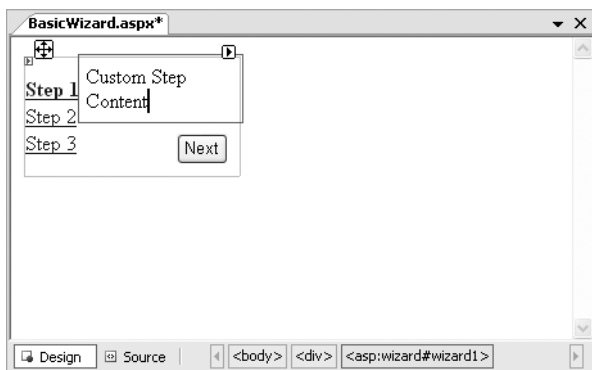 BasicWizard.aspx*
Custom Step
Content
Step 1
Step 2
Step 3
Next
Design Source <body> <div> <asp:wizard#wizard1>